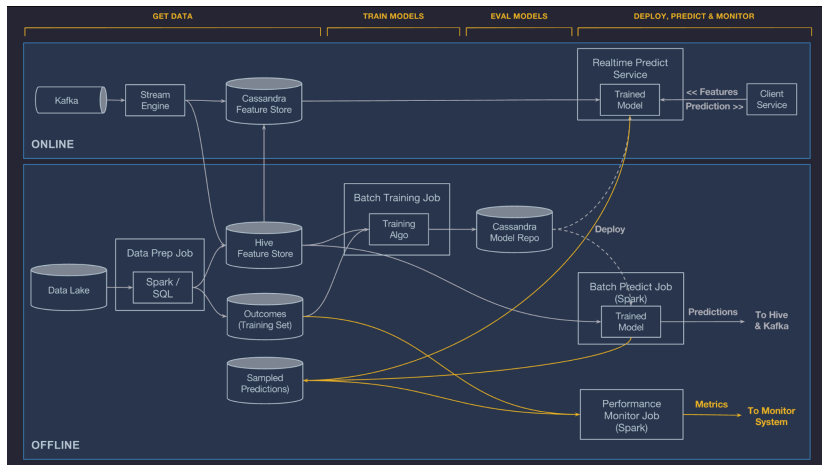 GET DATA
TRAIN MODELS
EVAL MODELS
DEPLOY, PREDICT & MONITOR
Realtime Predict
Service
Kafka
Stream
Engine
Cassandra
Feature Store
Trained
Model
<< Features
Prediction >>
Client
Service
ONLINE
Batch Training Job
Training
Algo
Cassandra
Model Repo
Deploy
Data Prep Job
Hive
Feature Store
Data Lake
Spark /
SQL
Batch Predict Job
(Spark)
Trained
Model
Predictions
To Hive
& Kafka
Outcomes
(Training Set)
Sampled
Predictions)
Performance
Monitor Job
(Spark)
Metrics
To Monitor
System
OFFLINE